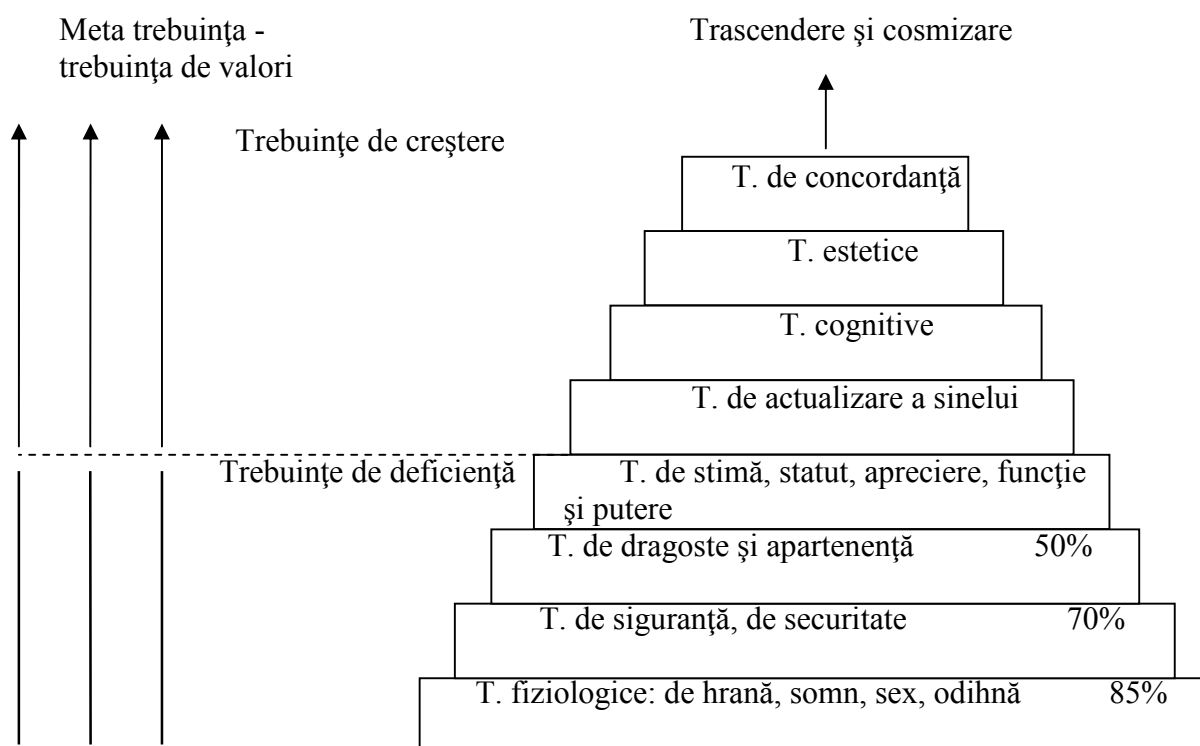 Meta trebuinţa -
trebuinţa de valori
Trascendere şi cosmizare
Trebuinţe de creştere
T. de concordanţă
T. estetice
T. cognitive
T. de actualizare a sinelui
Trebuinţe de deficienţă
T. de stimă, statut, apreciere, funcţie
şi putere
T. de dragoste şi apartenenţă 50%
T. de siguranţă, de securitate 70%
T. fiziologice: de hrană, somn, sex, odihnă 85%